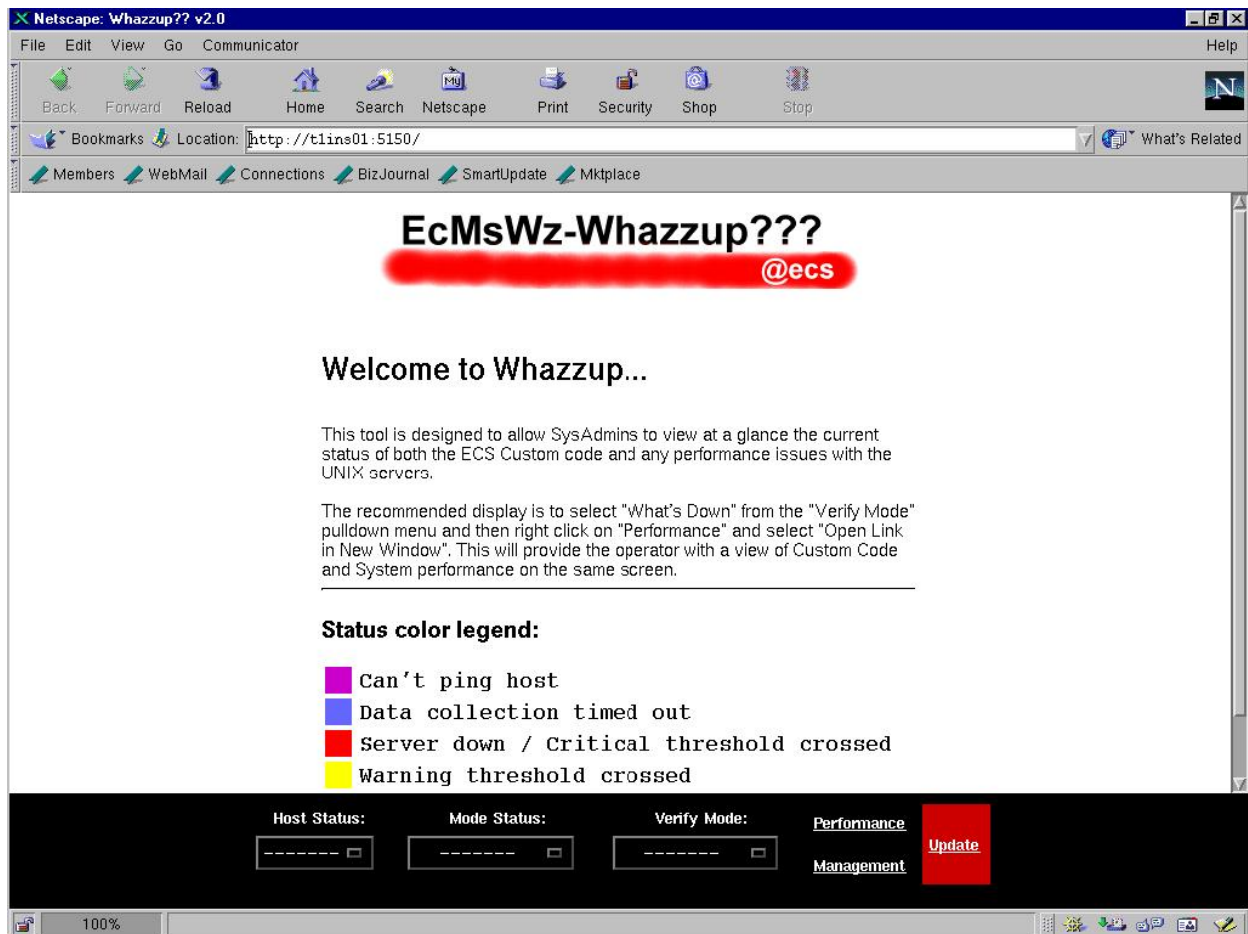 Netscape: Whazzup?? v2.0
File Edit View Go Communicator Help
Back Forward Reload Home Search Netscape Print Security Shop Stop
My
N
Bookmarks Location: http://tlins01:5150/ What's Related
Members WebMail Connections BizJournal SmartUpdate Mktplace
EcMsWz-Whazzup???
@ecs
Welcome to Whazzup...
This tool is designed to allow SysAdmins to view at a glance the current
status of both the ECS Custom code and any performance issues with the
UNIX servers.
The recommended display is to select "What's Down" from the "Verify Mode"
pulldown menu and then right click on "Performance" and select "Open Link
in New Window". This will provide the operator with a view of Custom Code
and System performance on the same screen.
Status color legend:
Can't ping host
Data collection timed out
Server down / Critical threshold crossed
Warning threshold crossed
Host Status: Mode Status: Verify Mode:
------- ------- -------
Performance
Management
Update
100%